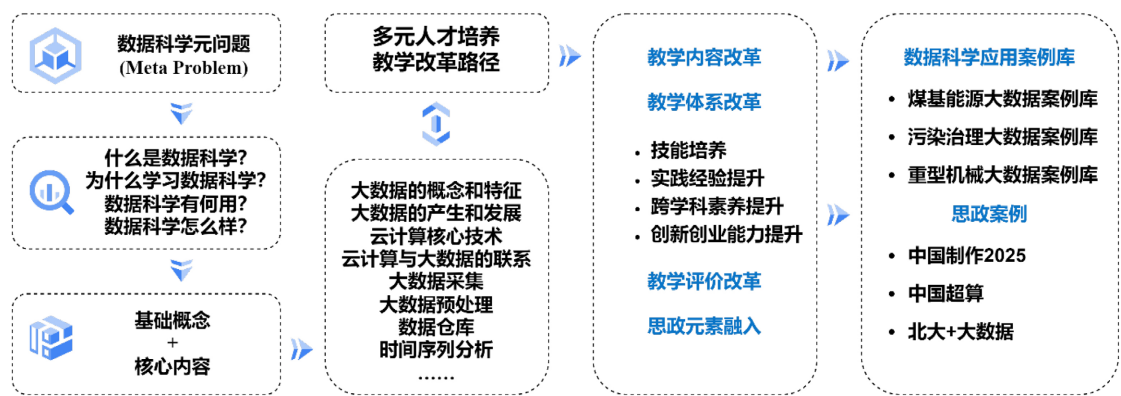 数据科学元问题
(Meta Problem)
什么是数据科学？
为什么学习数据科学？
数据科学有何用？
数据科学怎么样？
基础概念
+
核心内容
多元人才培养
教学改革路径
大数据的概念和特征
大数据的产生和发展
云计算核心技术
云计算与大数据的联系
大数据采集
大数据预处理
数据仓库
时间序列分析
……
教学内容改革
教学体系改革
• 技能培养
• 实践经验提升
• 跨学科素养提升
• 创新创业能力提升
教学评价改革
思政元素融入
数据科学应用案例库
• 煤基能源大数据案例库
• 污染治理大数据案例库
• 重型机械大数据案例库
思政案例
• 中国制作2025
• 中国超算
• 北大+大数据